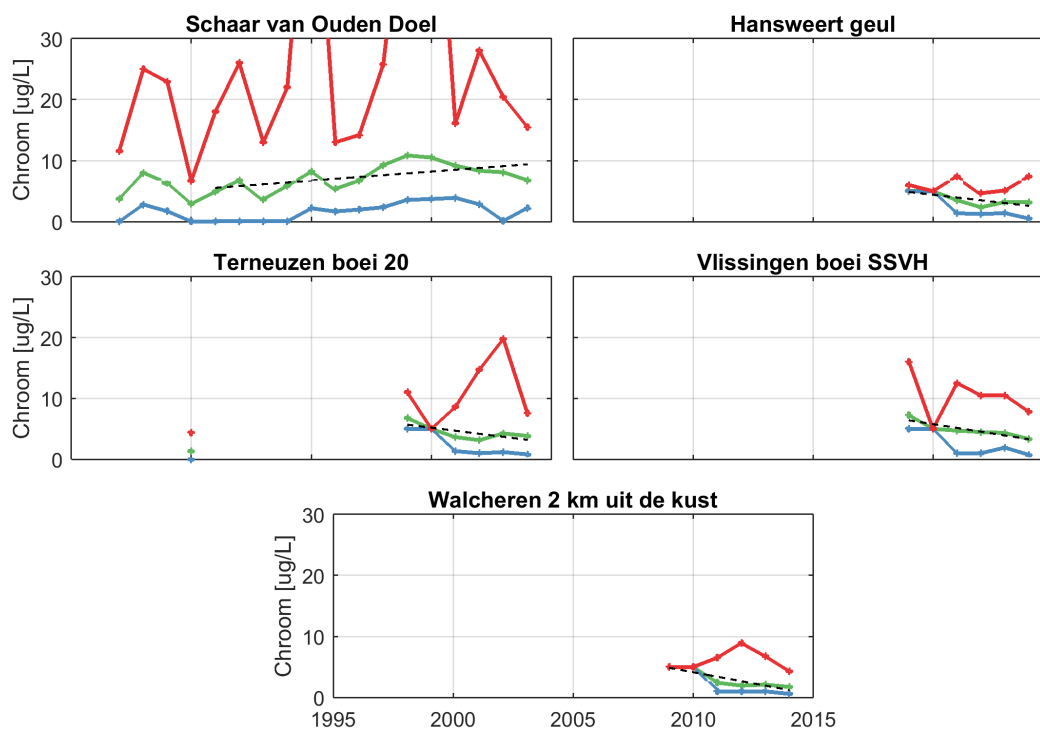 Schaar van Ouden Doel
Hansweert geul
30
20
10
0
Chroom [ug/L]
Terneuzen boei 20
Vlissingen boei SSVH
30
20
10
0
Chroom [ug/L]
Walcheren 2 km uit de kust
30
20
10
0
Chroom [ug/L]
1995 2000 2005 2010 2015